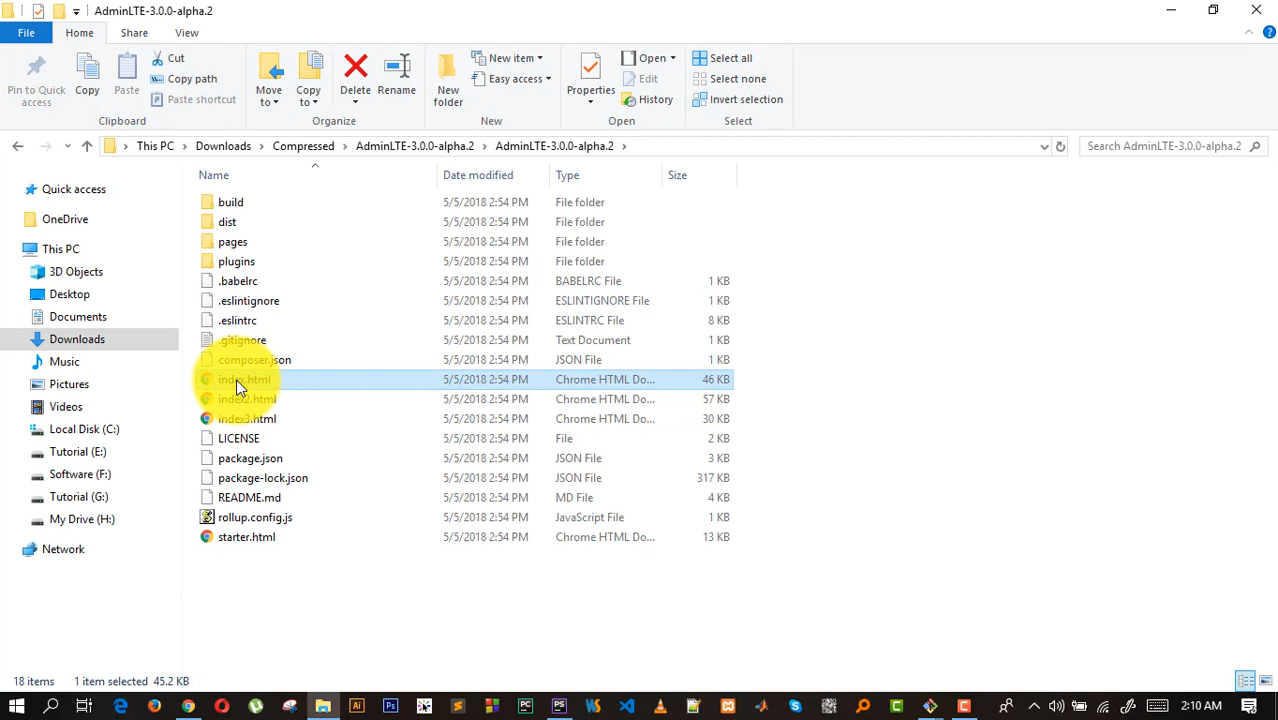 AdminLTE-3.0.0-alpha.2
File Home Share View
Pin to Quick access
Copy
Paste
Cut
Copy path
Paste shortcut
Move to
Copy to
Delete
Rename
New folder
New item
Easy access
Properties
Open
Edit
History
Select all
Select none
Invert selection
Clipboard Organize New Open Select
This PC Downloads Compressed AdminLTE-3.0.0-alpha.2 AdminLTE-3.0.0-alpha.2
Search AdminLTE-3.0.0-alpha.2
Quick access
OneDrive
This PC
3D Objects
Desktop
Documents
Downloads
Music
Pictures
Videos
Local Disk (C:)
Tutorial (E:)
Software (F:)
Tutorial (G:)
My Drive (H:)
Network
Name Date modified Type Size
build 5/5/2018 2:54 PM File folder
dist 5/5/2018 2:54 PM File folder
pages 5/5/2018 2:54 PM File folder
plugins 5/5/2018 2:54 PM File folder
.babelrc 5/5/2018 2:54 PM BABELRC File 1 KB
.eslintignore 5/5/2018 2:54 PM ESLINTIGNORE File 1 KB
.eslintrc 5/5/2018 2:54 PM ESLINTRC File 8 KB
.gitignore 5/5/2018 2:54 PM Text Document 1 KB
composer.json 5/5/2018 2:54 PM JSON File 1 KB
index.html 5/5/2018 2:54 PM Chrome HTML Do... 46 KB
index2.html 5/5/2018 2:54 PM Chrome HTML Do... 57 KB
index3.html 5/5/2018 2:54 PM Chrome HTML Do... 30 KB
LICENSE 5/5/2018 2:54 PM File 2 KB
package.json 5/5/2018 2:54 PM JSON File 3 KB
package-lock.json 5/5/2018 2:54 PM JSON File 317 KB
README.md 5/5/2018 2:54 PM MD File 4 KB
rollup.config.js 5/5/2018 2:54 PM JavaScript File 1 KB
starter.html 5/5/2018 2:54 PM Chrome HTML Do... 13 KB
18 items 1 item selected 45.2 KB
2:10 AM